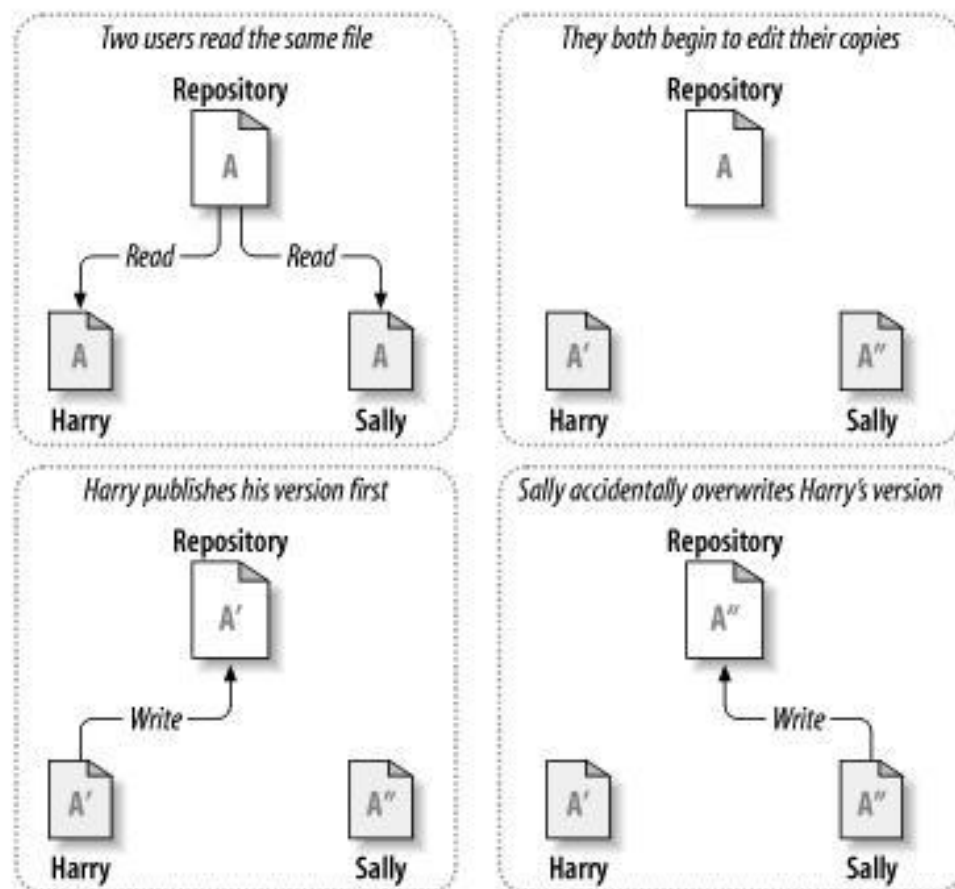 Two users read the same file
Repository
A
Read Read
A A
Harry Sally
They both begin to edit their copies
Repository
A
A′ A″
Harry Sally
Harry publishes his version first
Repository
A′
Write
A′ A″
Harry Sally
Sally accidentally overwrites Harry's version
Repository
A″
Write
A′ A″
Harry Sally